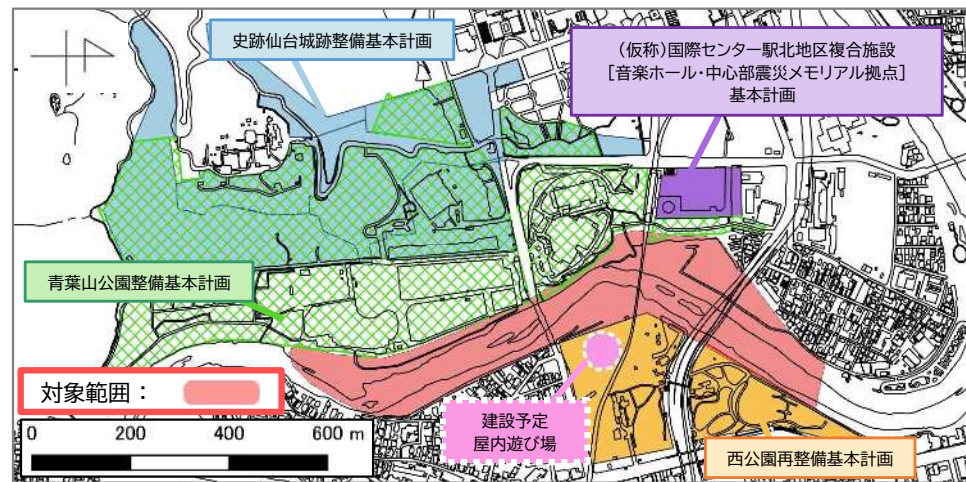 史跡仙台城跡整備基本計画
(仮称)国際センター駅北地区複合施設
[音楽ホール・中心部震災メモリアル拠点]
基本計画
青葉山公園整備基本計画
対象範囲：
0 200 400 600 m
建設予定
屋内遊び場
西公園再整備基本計画